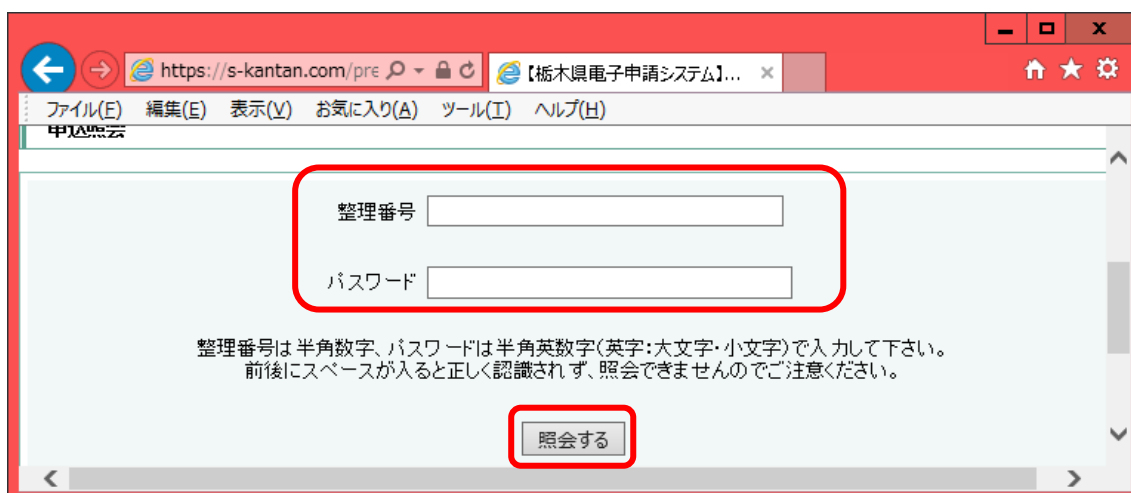 https://s-kantan.com/pre
【栃木県電子申請システム】...
ファイル(F) 編集(E) 表示(V) お気に入り(A) ツール(T) ヘルプ(H)
申込照会
整理番号
パスワード
整理番号は半角数字、パスワードは半角英数字(英字:大文字・小文字)で入力して下さい。
前後にスペースが入ると正しく認識されず、照会できませんのでご注意ください。
照会する